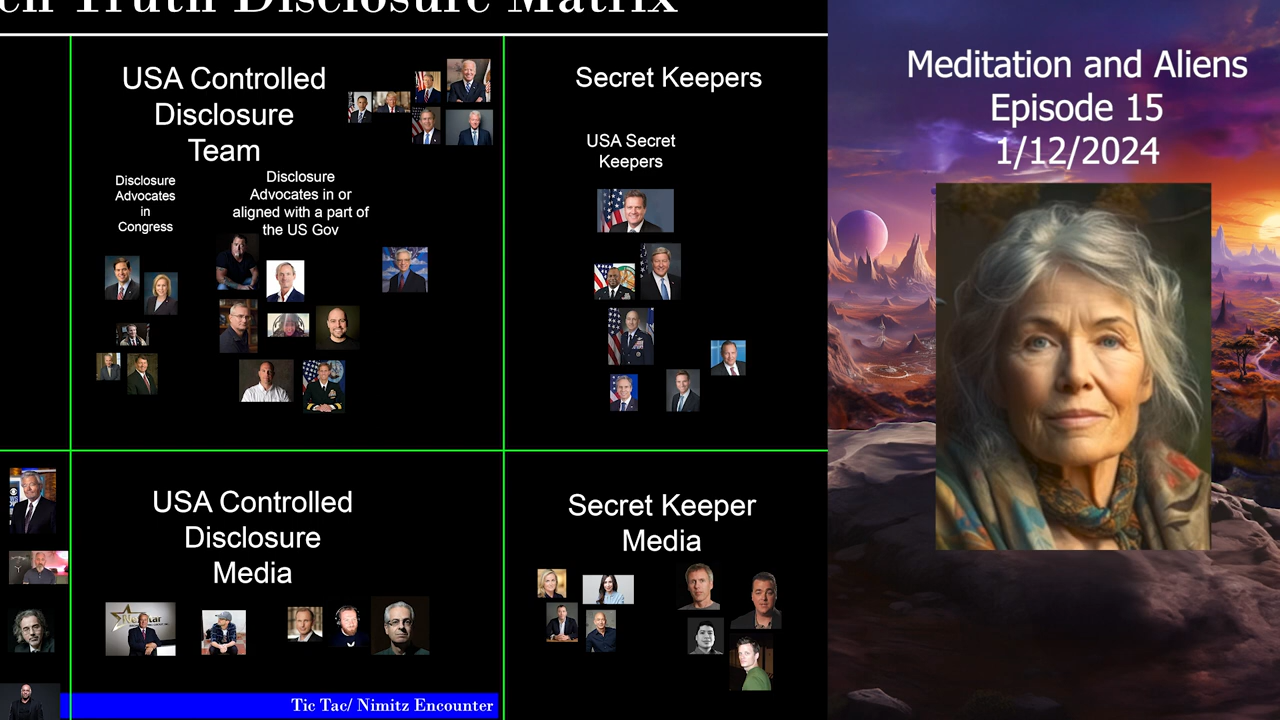 Truth Disclosure Matrix
USA Controlled
Disclosure
Team
Disclosure
Advocates
in
Congress
Disclosure
Advocates in or
aligned with a part of
the US Gov
Secret Keepers
USA Secret
Keepers
USA Controlled
Disclosure
Media
Secret Keeper
Media
Tic Tac/ Nimitz Encounter
Meditation and Aliens
Episode 15
1/12/2024